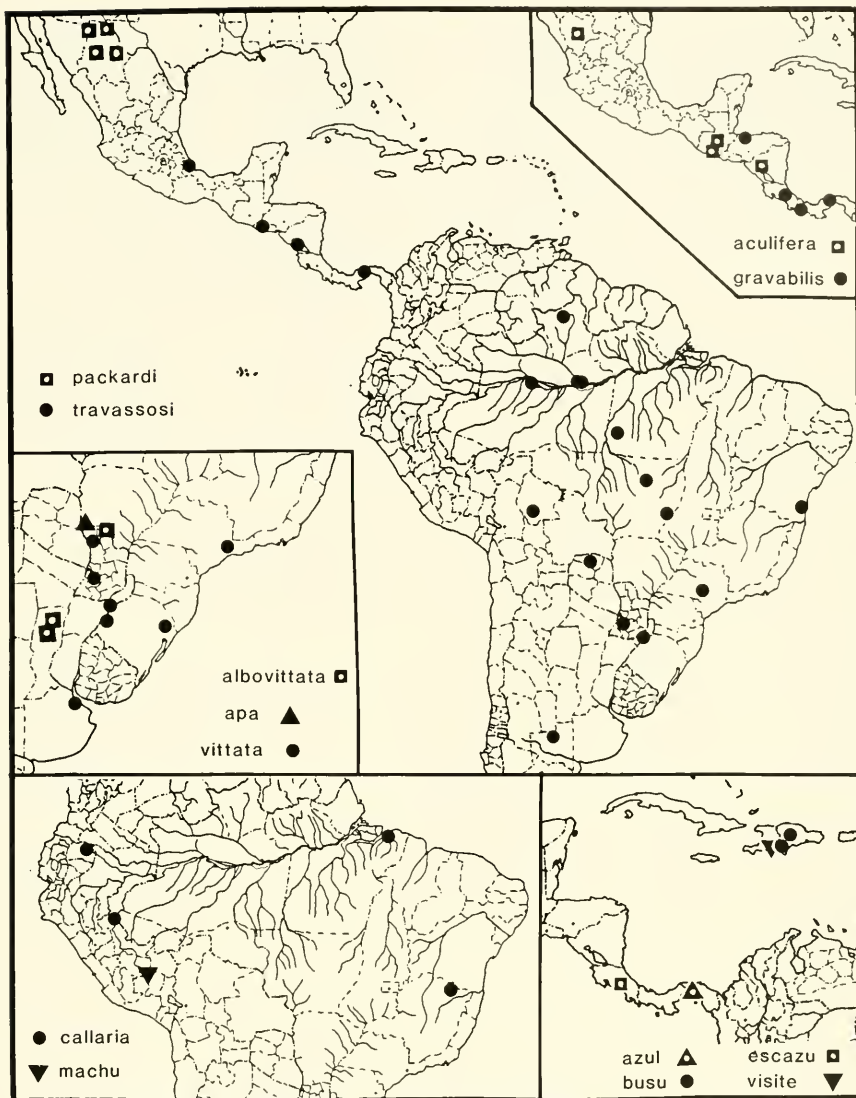 aculifera
gravabilis
packardi
travassosi
albovittata
apa
vittata
callaria
machu
azul escazu
busu visite